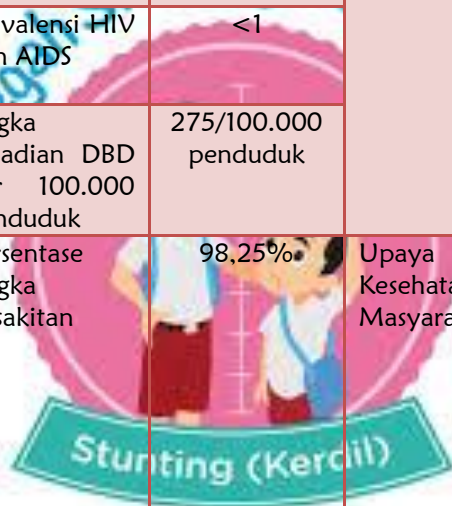 valensi HIV
AIDS
<1
gka
adian DBD
100.000
nduduk
275/100.000
penduduk
sentase
gka
sakitan
98,25%
Upaya
Kesehata
Masyara
Stunting (Kerdil)